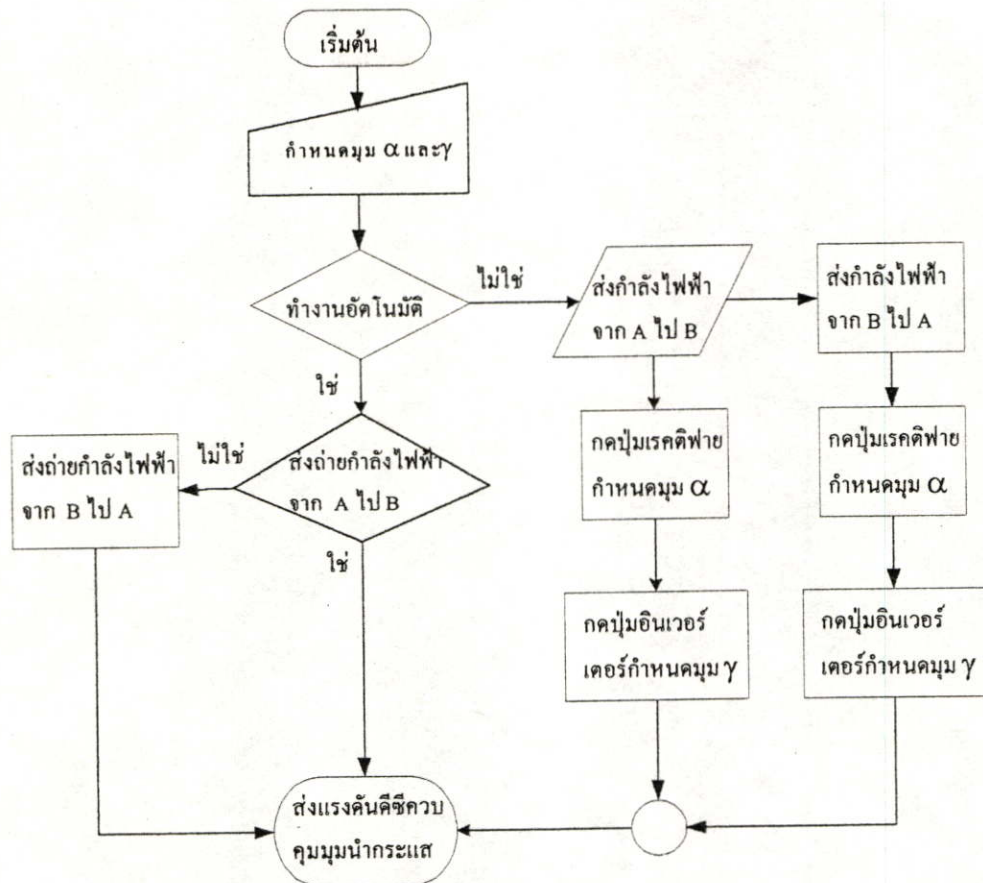 เริ่มต้น
กำหนดมุม α และγ
ทำงานอัตโนมัติ
ไม่ใช่
ส่งกำลังไฟฟ้า
จาก A ไป B
ส่งกำลังไฟฟ้า
จาก B ไป A
ใช่
ส่งถ่ายกำลังไฟฟ้า
จาก A ไป B
ไม่ใช่
ส่งถ่ายกำลังไฟฟ้า
จาก B ไป A
ใช่
กดปุ่มเรคติฟาย
กำหนดมุม α
กดปุ่มเรคติฟาย
กำหนดมุม α
กดปุ่มอินเวอร์
เตอร์กำหนดมุม γ
กดปุ่มอินเวอร์
เตอร์กำหนดมุม γ
ส่งแรงดันดีซีควบ
คุมมุมนำกระแส